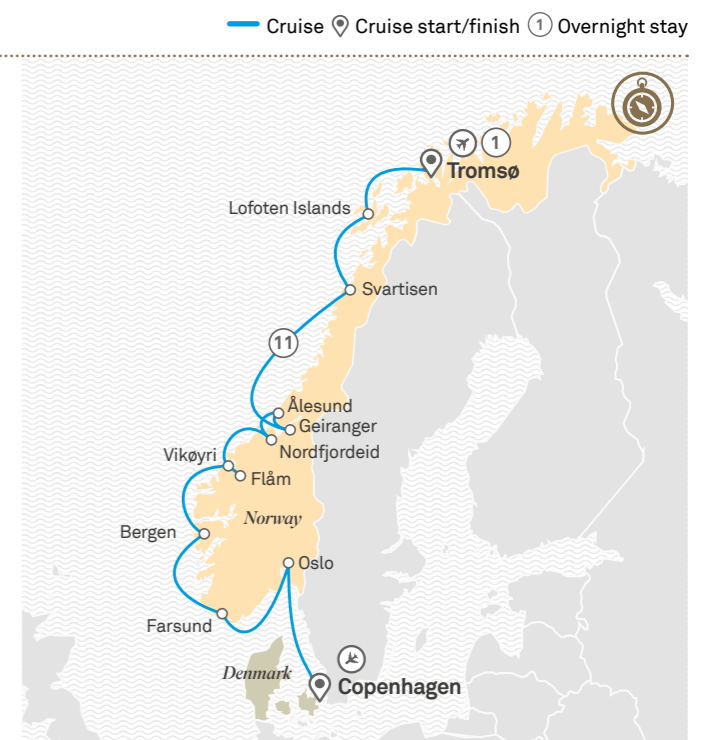 Cruise Cruise start/finish 1 Overnight stay
1
Tromsø
Lofoten Islands
Svartisen
11
Ålesund
Geiranger
Nordfjordeid
Vikøyri
Flåm
Norway
Bergen
Oslo
Farsund
Denmark
Copenhagen